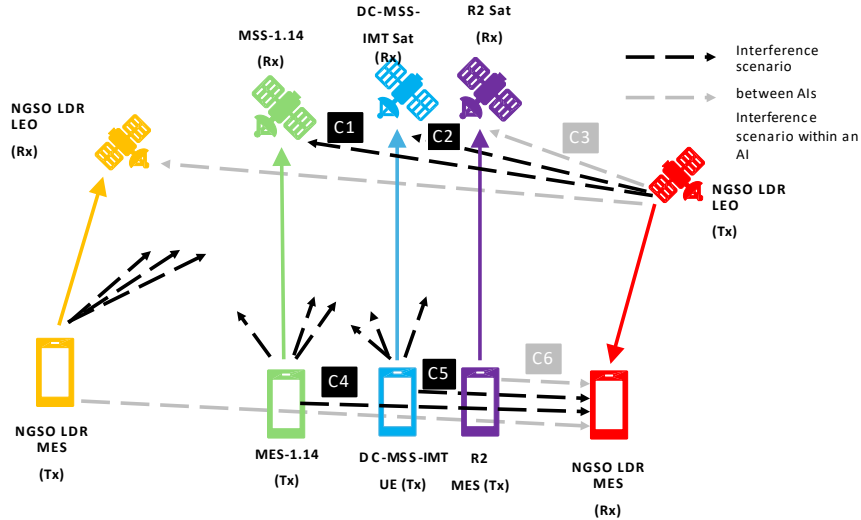 DC-MSS-
IMT Sat
(Rx)
R2 Sat
(Rx)
MSS-1.14
(Rx)
Interference
scenario
between AIs
Interference
scenario within an
AI
NGSO LDR
LEO
(Rx)
C1
C2
C3
NGSO LDR
LEO
(Tx)
C4
C5
C6
NGSO LDR
MES
(Tx)
MES-1.14
(Tx)
DC-MSS-IMT
UE (Tx)
R2
MES (Tx)
NGSO LDR
MES
(Rx)